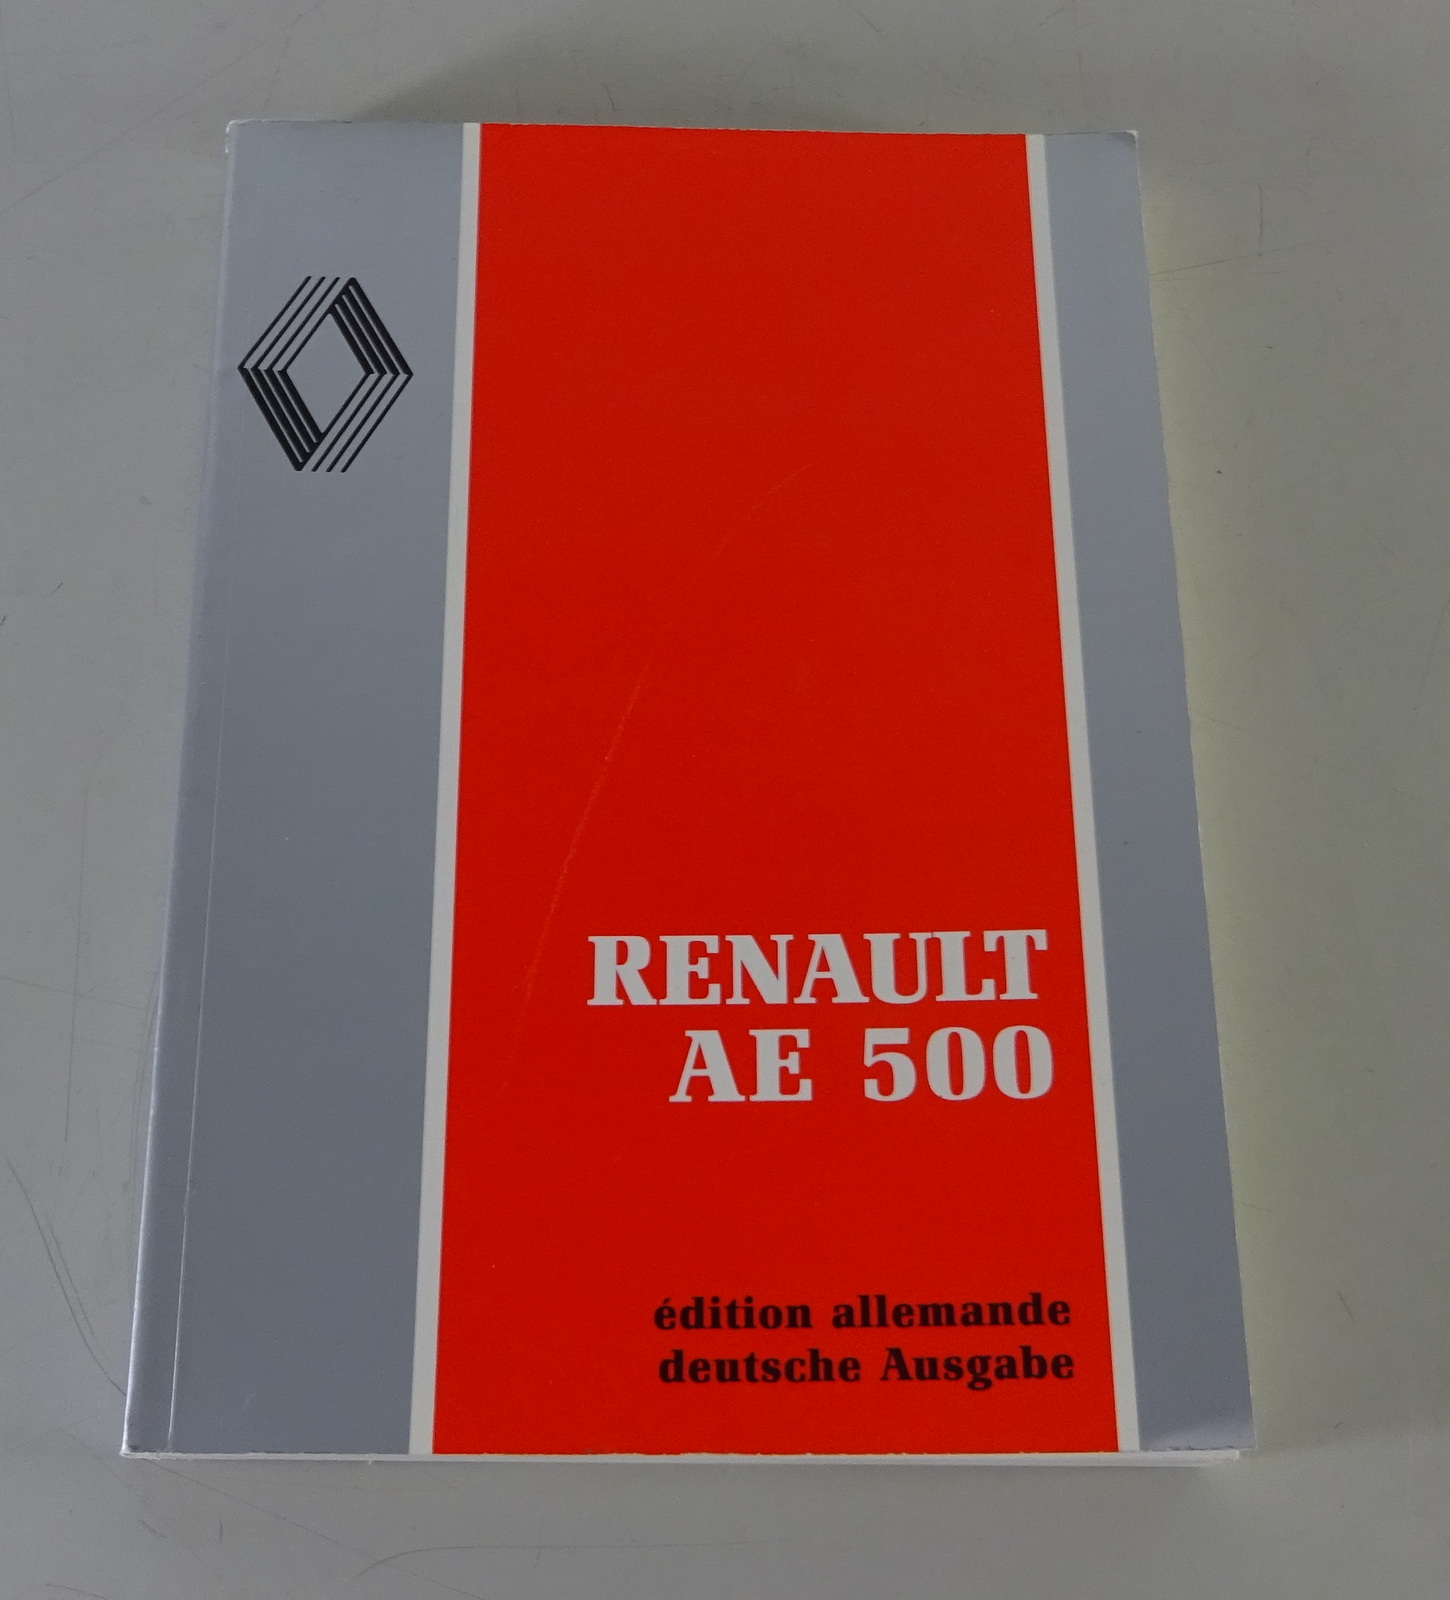 RENAULT
AE 500
édition allemande
deutsche Ausgabe